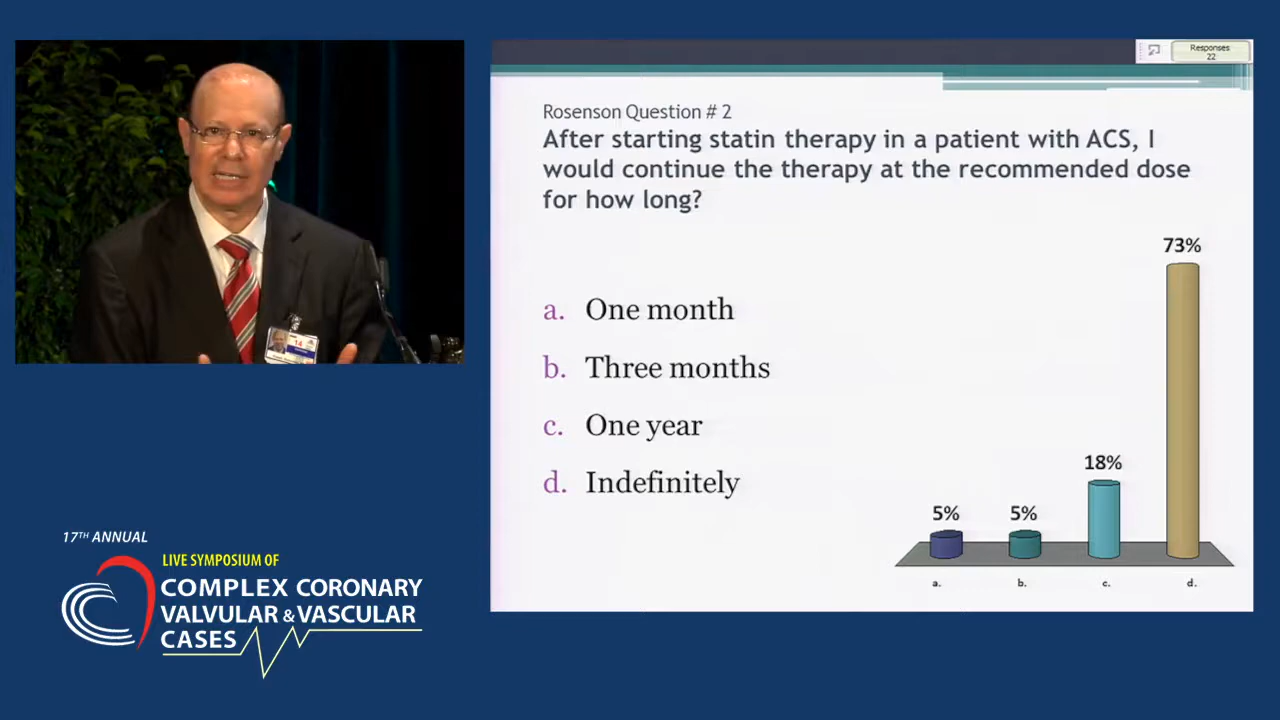 Responses
22
Rosenson Question # 2
After starting statin therapy in a patient with ACS, I
would continue the therapy at the recommended dose
for how long?
a. One month
b. Three months
c. One year
d. Indefinitely
5%
5%
18%
73%
a.
b.
c.
d.
14
17TH ANNUAL
LIVE SYMPOSIUM OF
COMPLEX CORONARY
VALVULAR & VASCULAR
CASES